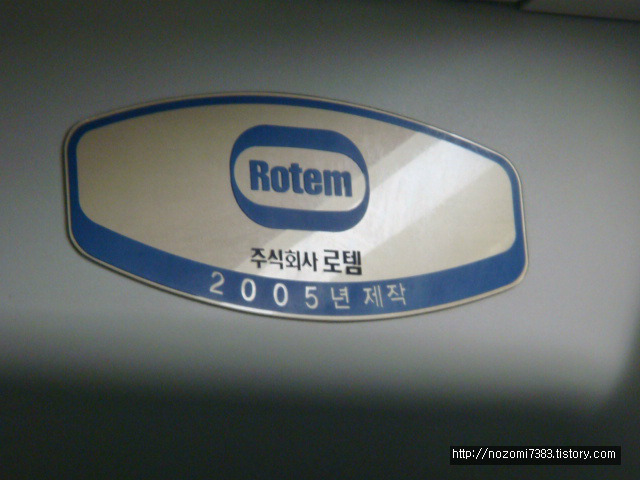 Rotem
주식회사 로템
2005년 제작
http://nozomi7383.tistory.com